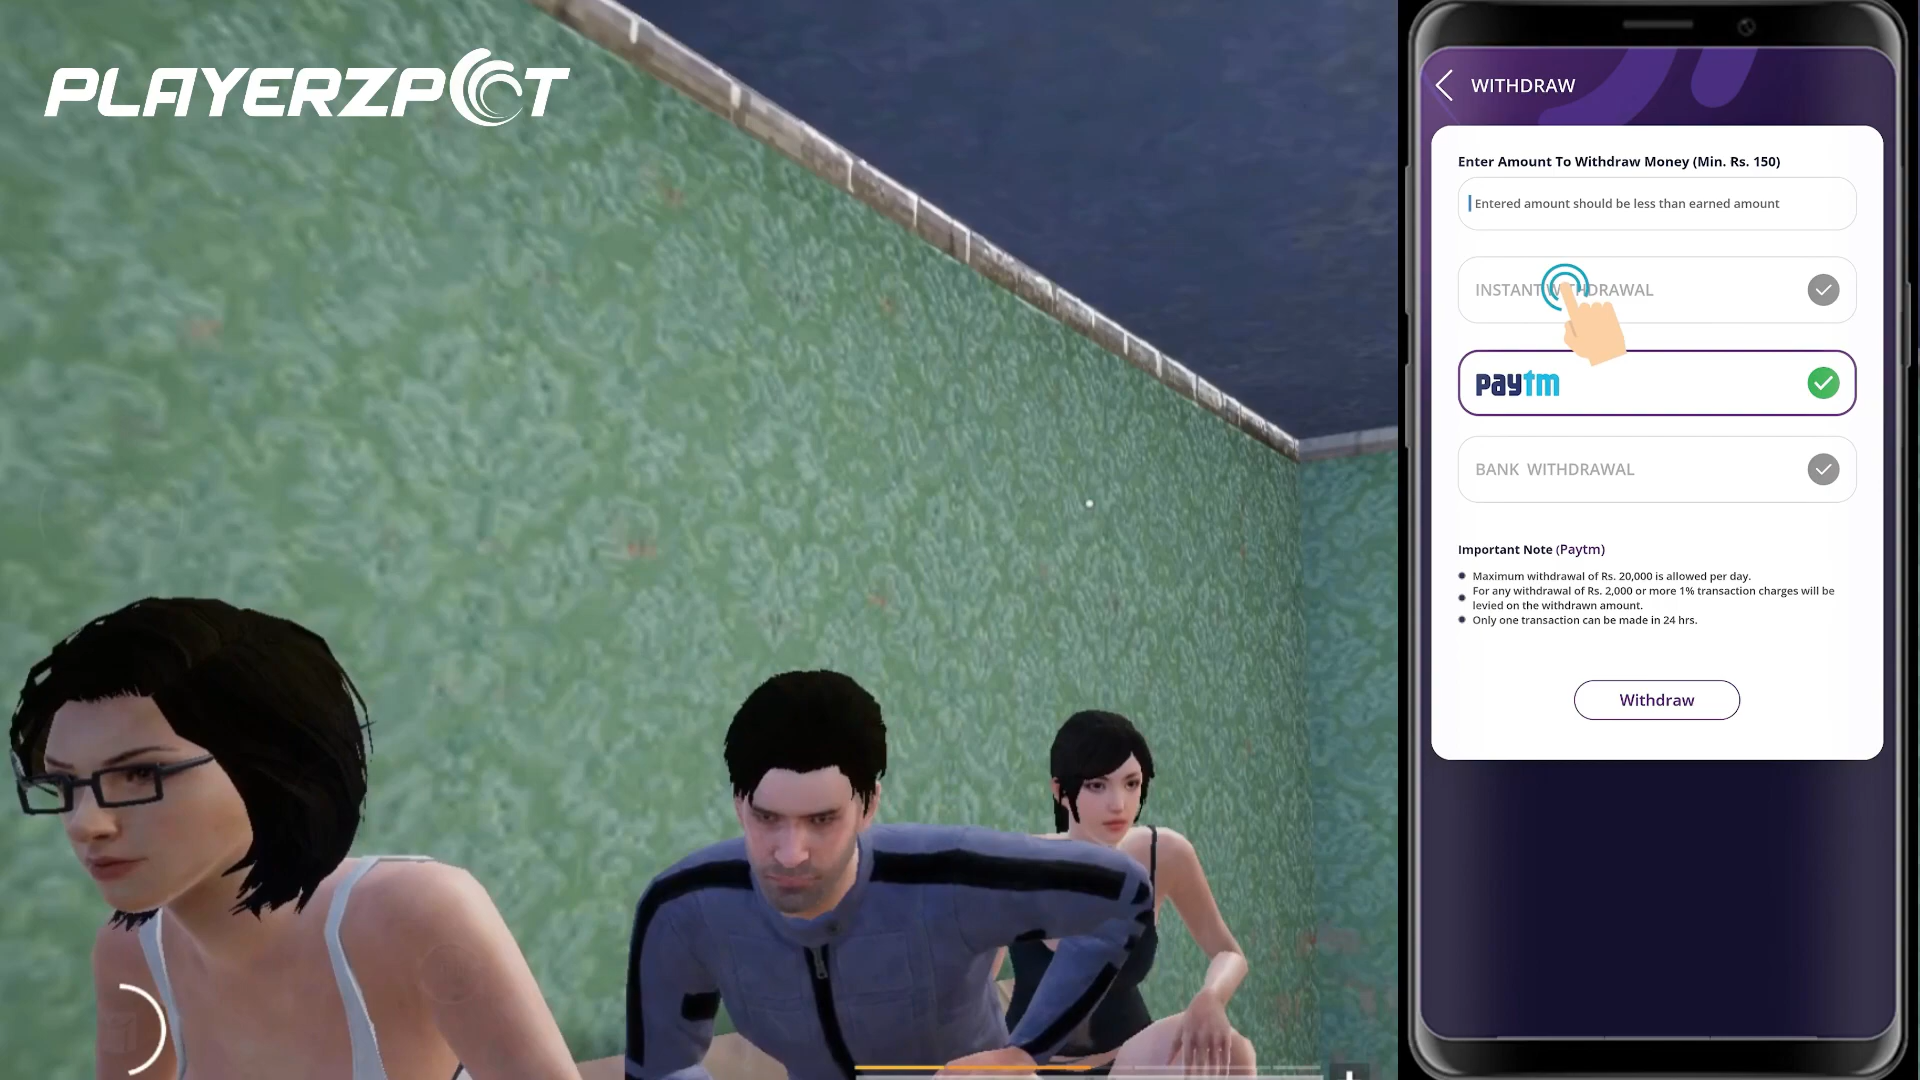 PLAYERZPOT
WITHDRAW
Enter Amount To Withdraw Money (Min. Rs. 150)
Entered amount should be less than earned amount
INSTANT WITHDRAWAL
paytm
BANK WITHDRAWAL
Important Note (Paytm)
Maximum withdrawal of Rs. 20,000 is allowed per day.
For any withdrawal of Rs. 2,000 or more 1% transaction charges will be
levied on the withdrawn amount.
Only one transaction can be made in 24 hrs.
Withdraw